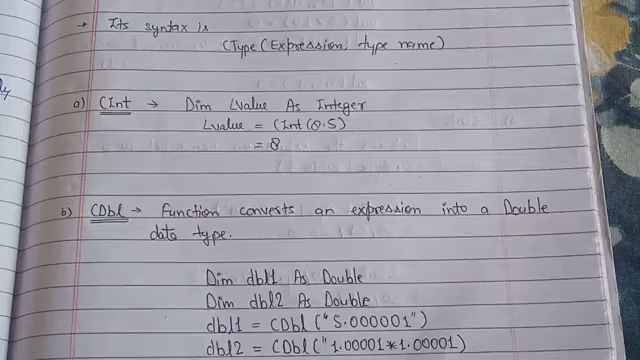 → Its syntax is
CType (Expression, type name)
a) CInt → Dim Lvalue As Integer
Lvalue = CInt(8.5)
= 8
b) CDbl → Function converts an expression into a Double
data type.
Dim dbl1 As Double
Dim dbl2 As Double
dbl1 = CDbl ("5.000001")
dbl2 = CDbl("1.00001*1.00001)